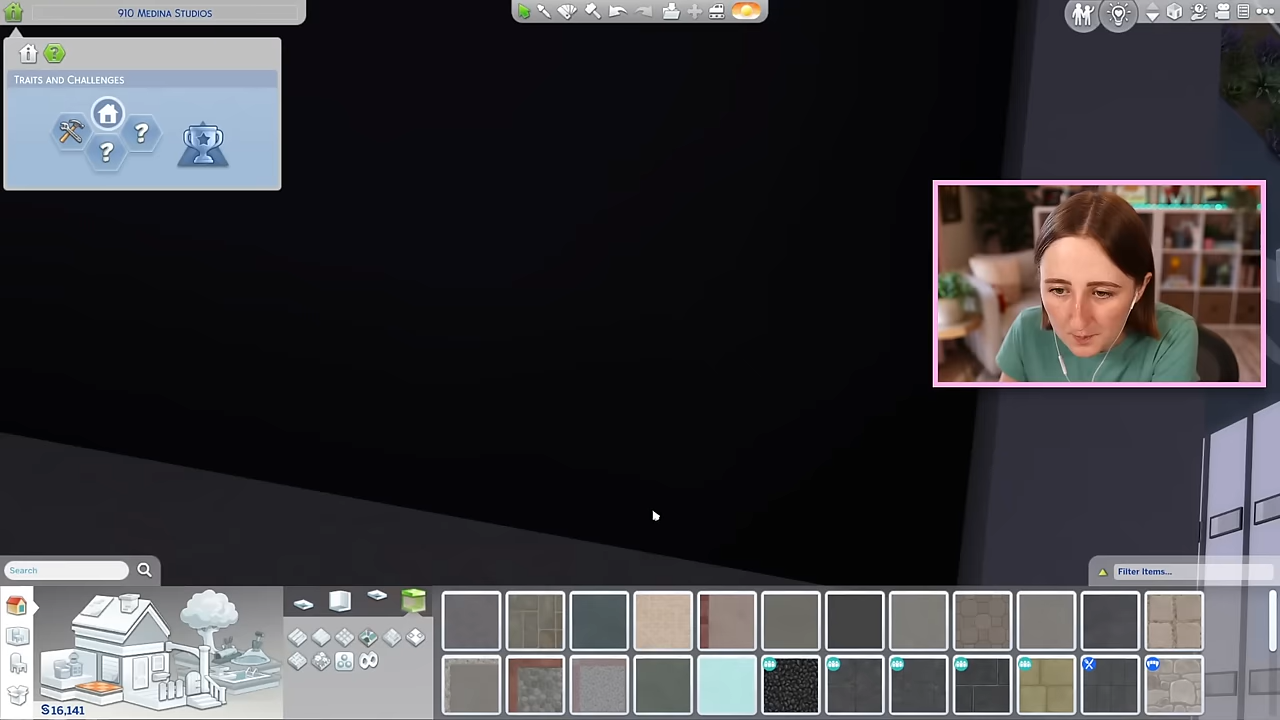 910 Medina Studios
Traits and Challenges
Search
Filter Items...
§16,141